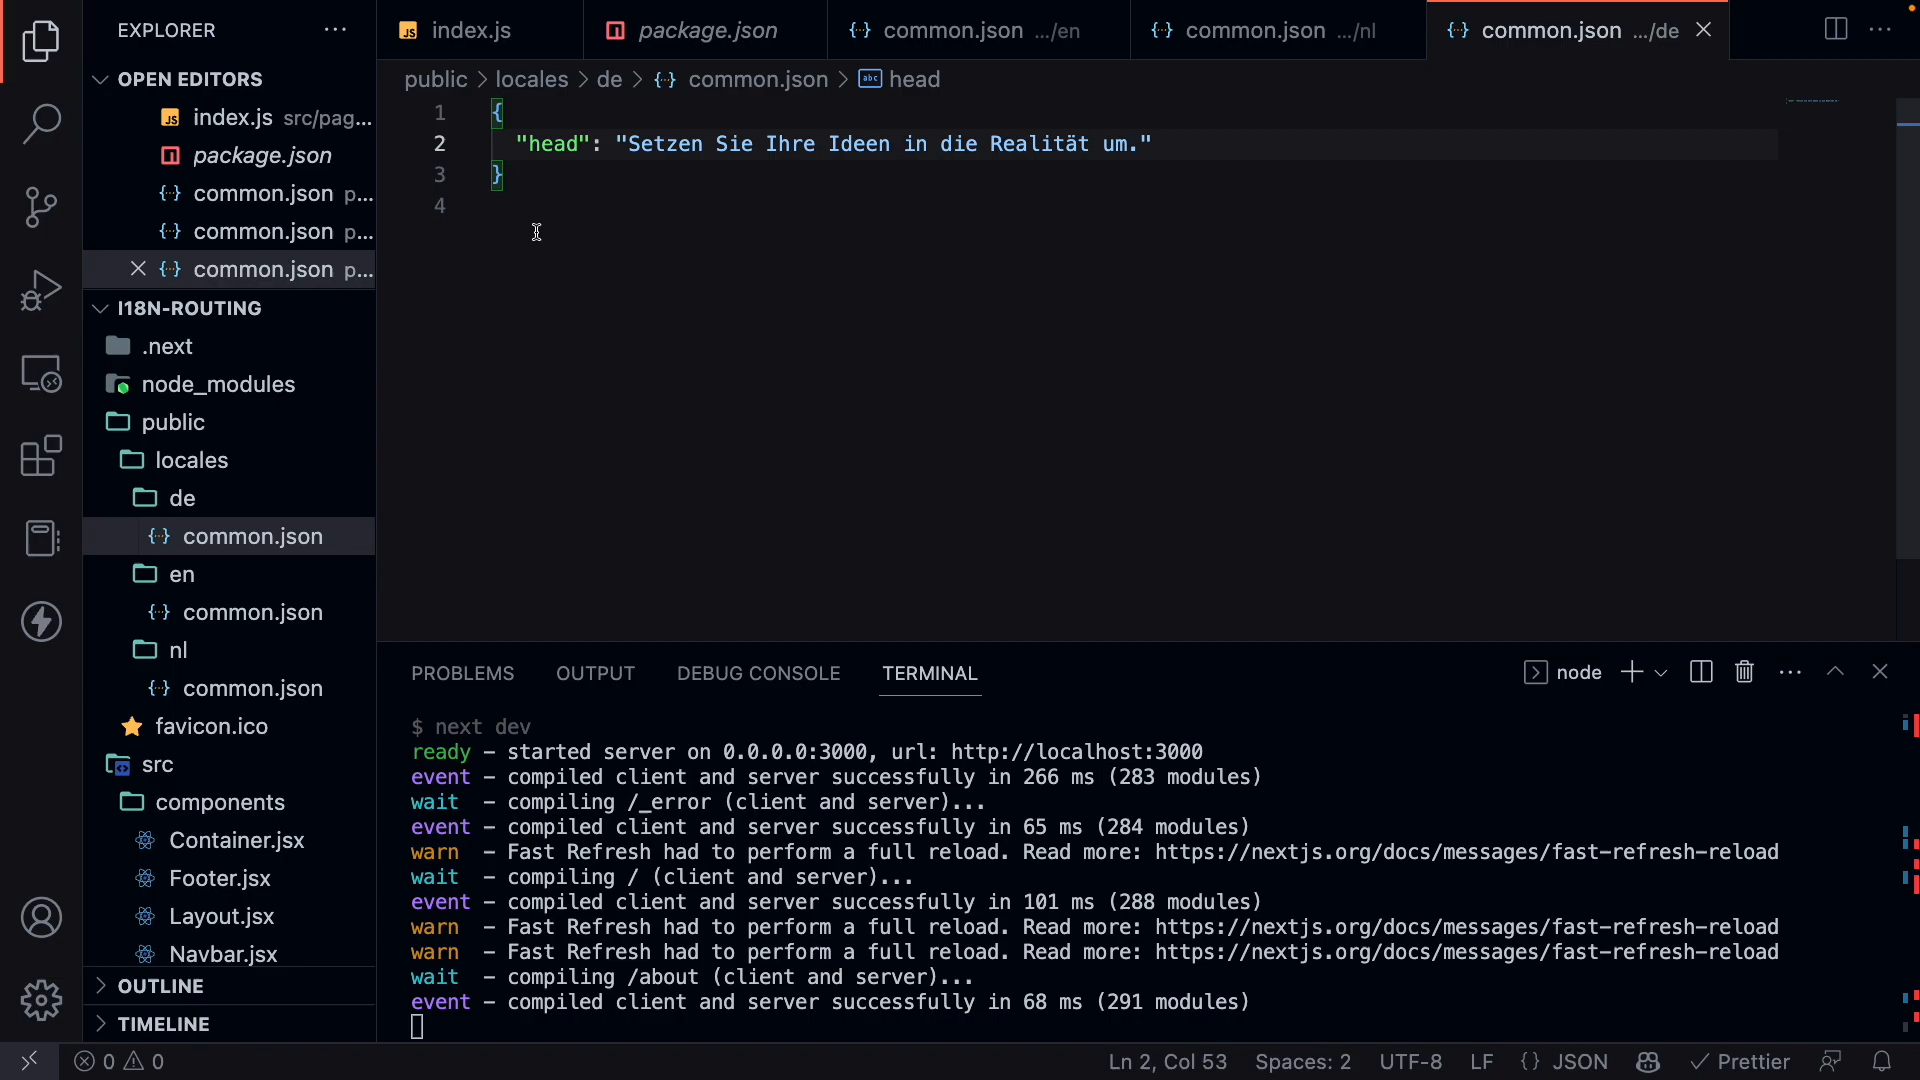 EXPLORER
OPEN EDITORS
index.js src/pag...
package.json
common.json p...
common.json p...
common.json p...
I18N-ROUTING
.next
node_modules
public
locales
de
common.json
en
common.json
nl
common.json
favicon.ico
src
components
Container.jsx
Footer.jsx
Layout.jsx
Navbar.jsx
OUTLINE
TIMELINE
index.js
package.json
common.json .../en
common.json .../nl
common.json .../de
public > locales > de > common.json > head
1 {
2 "head": "Setzen Sie Ihre Ideen in die Realität um."
3 }
4
PROBLEMS OUTPUT DEBUG CONSOLE TERMINAL
node
$ next dev
ready - started server on 0.0.0.0:3000, url: http://localhost:3000
event - compiled client and server successfully in 266 ms (283 modules)
wait - compiling /_error (client and server)...
event - compiled client and server successfully in 65 ms (284 modules)
warn - Fast Refresh had to perform a full reload. Read more: https://nextjs.org/docs/messages/fast-refresh-reload
wait - compiling / (client and server)...
event - compiled client and server successfully in 101 ms (288 modules)
warn - Fast Refresh had to perform a full reload. Read more: https://nextjs.org/docs/messages/fast-refresh-reload
warn - Fast Refresh had to perform a full reload. Read more: https://nextjs.org/docs/messages/fast-refresh-reload
wait - compiling /about (client and server)...
event - compiled client and server successfully in 68 ms (291 modules)
0 0
Ln 2, Col 53 Spaces: 2 UTF-8 LF {} JSON Prettier